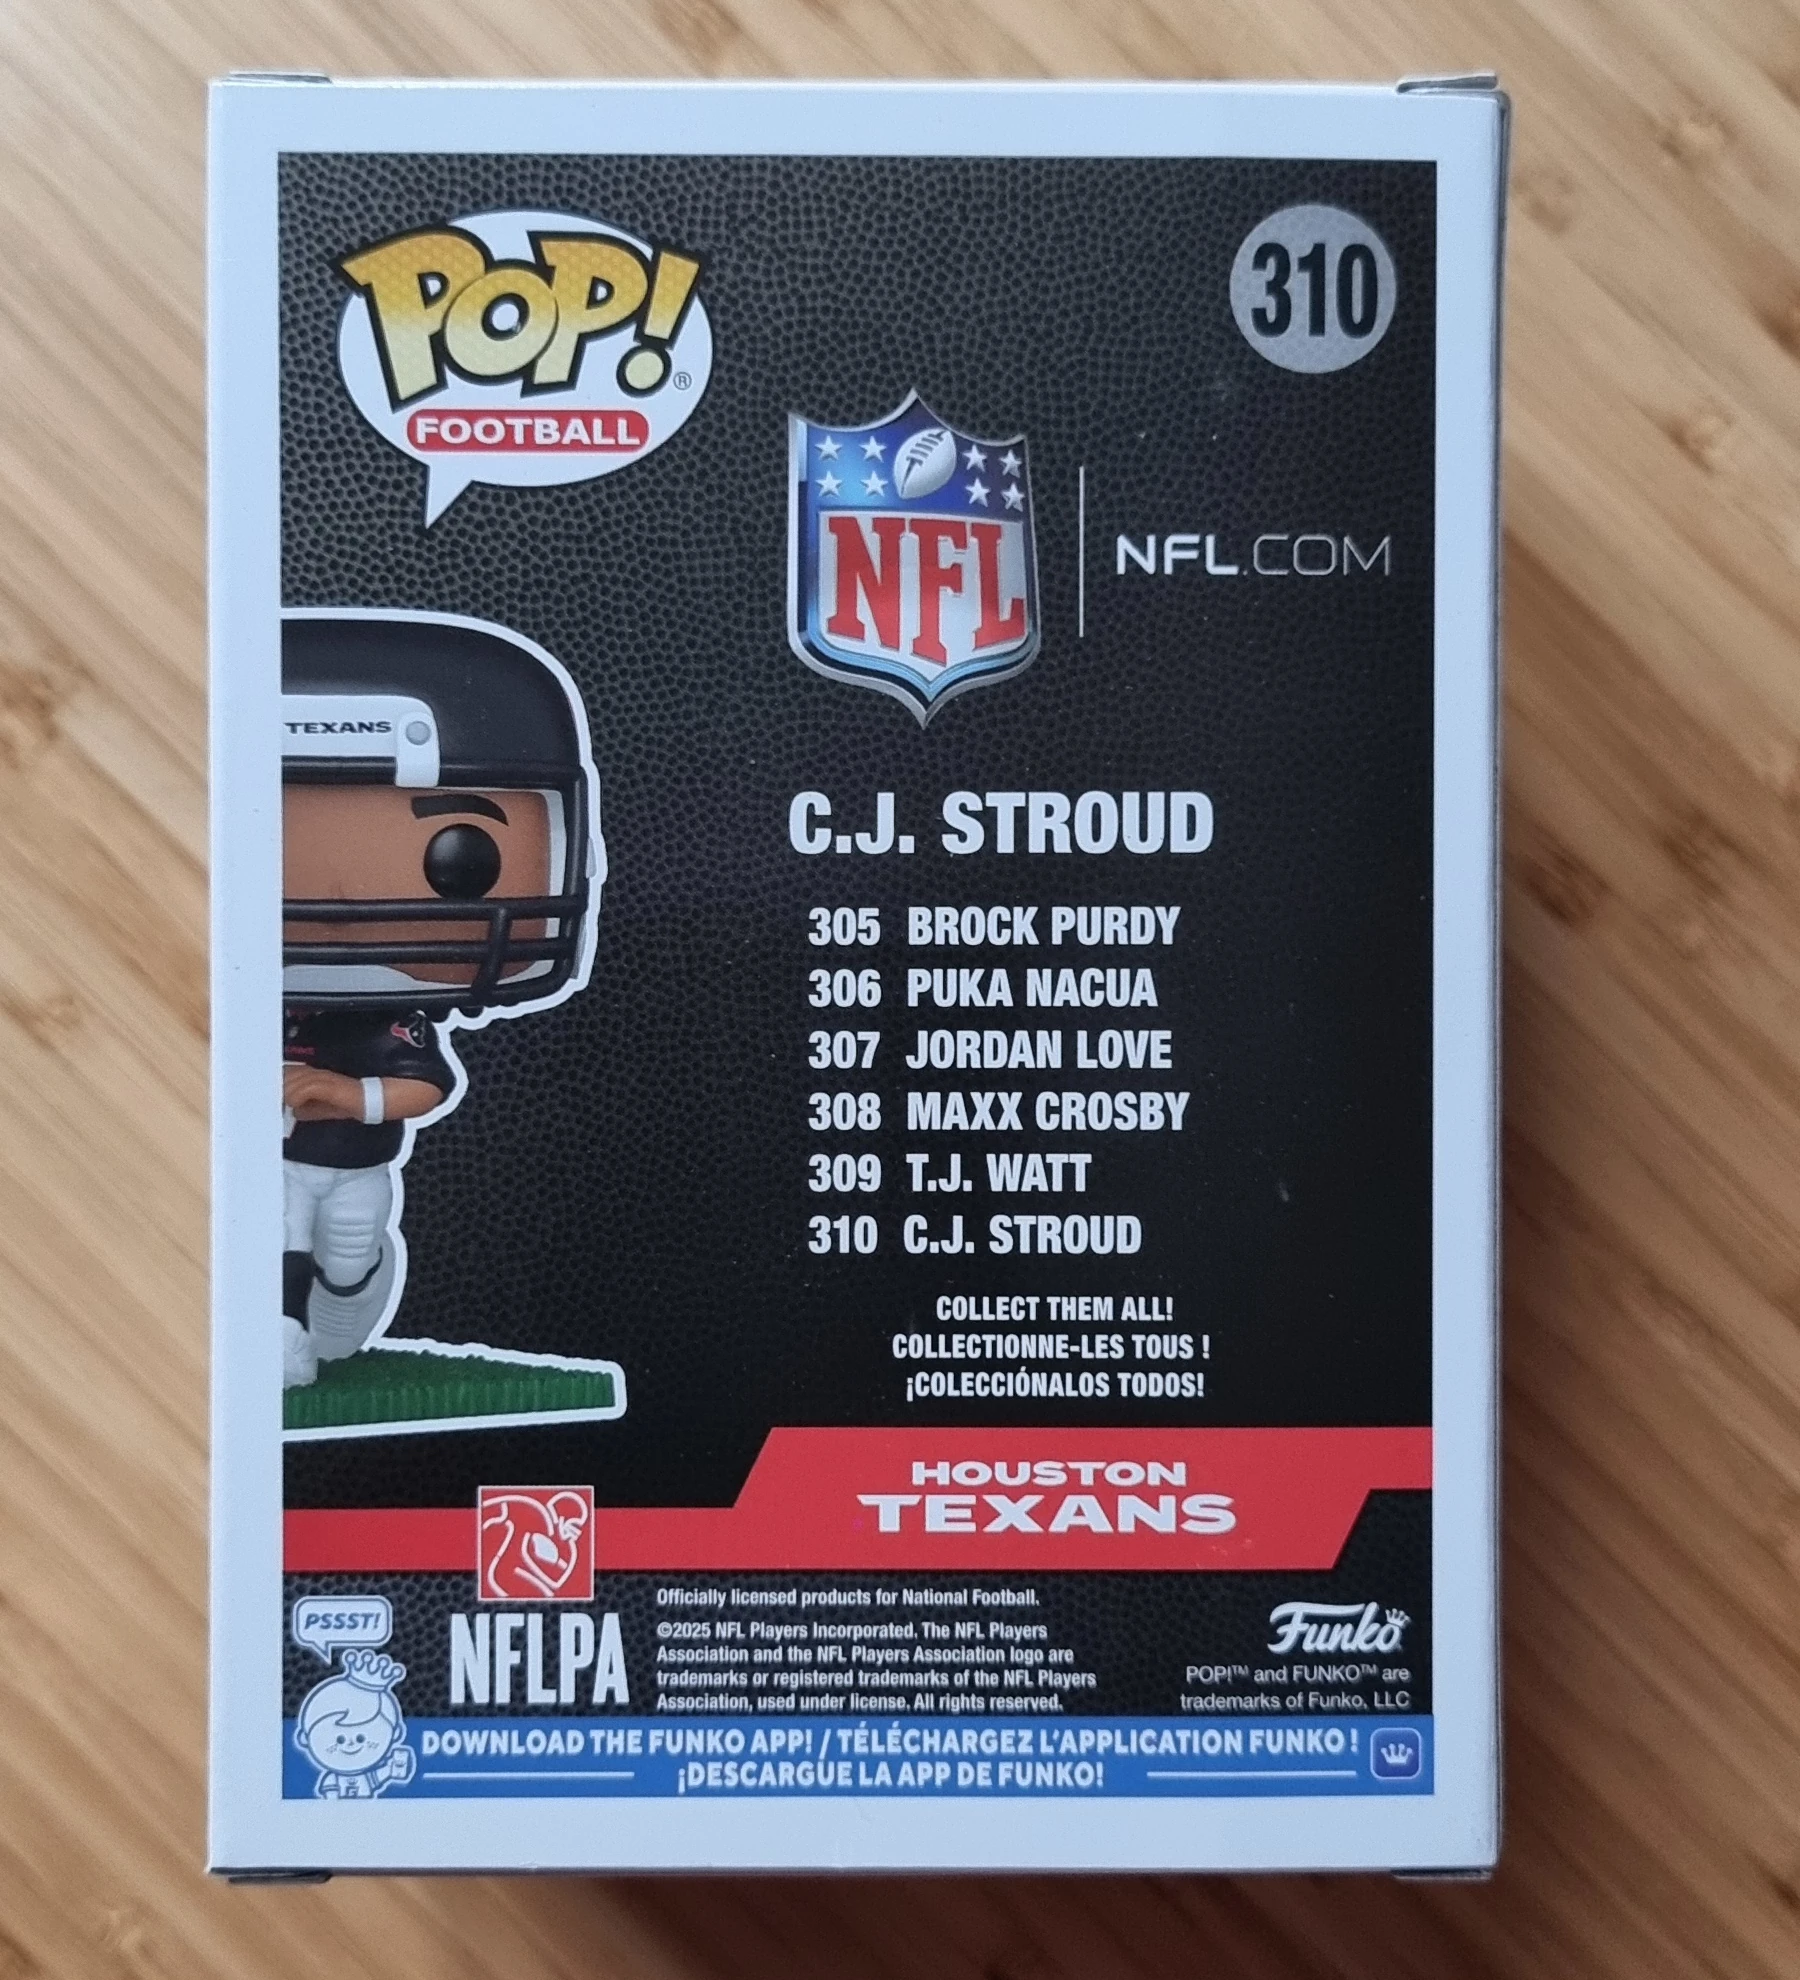 POP!®
FOOTBALL
310
NFL
NFL.COM
TEXANS
C.J. STROUD
305 BROCK PURDY
306 PUKA NACUA
307 JORDAN LOVE
308 MAXX CROSBY
309 T.J. WATT
310 C.J. STROUD
COLLECT THEM ALL!
COLLECTIONNE-LES TOUS !
¡COLECCIÓNALOS TODOS!
HOUSTON
TEXANS
PSSST!
NFLPA
Officially licensed products for National Football.
©2025 NFL Players Incorporated. The NFL Players
Association and the NFL Players Association logo are
trademarks or registered trademarks of the NFL Players
Association, used under license. All rights reserved.
Funko
POP!™ and FUNKO™ are
trademarks of Funko, LLC
DOWNLOAD THE FUNKO APP! / TÉLÉCHARGEZ L'APPLICATION FUNKO !
¡DESCARGUE LA APP DE FUNKO!